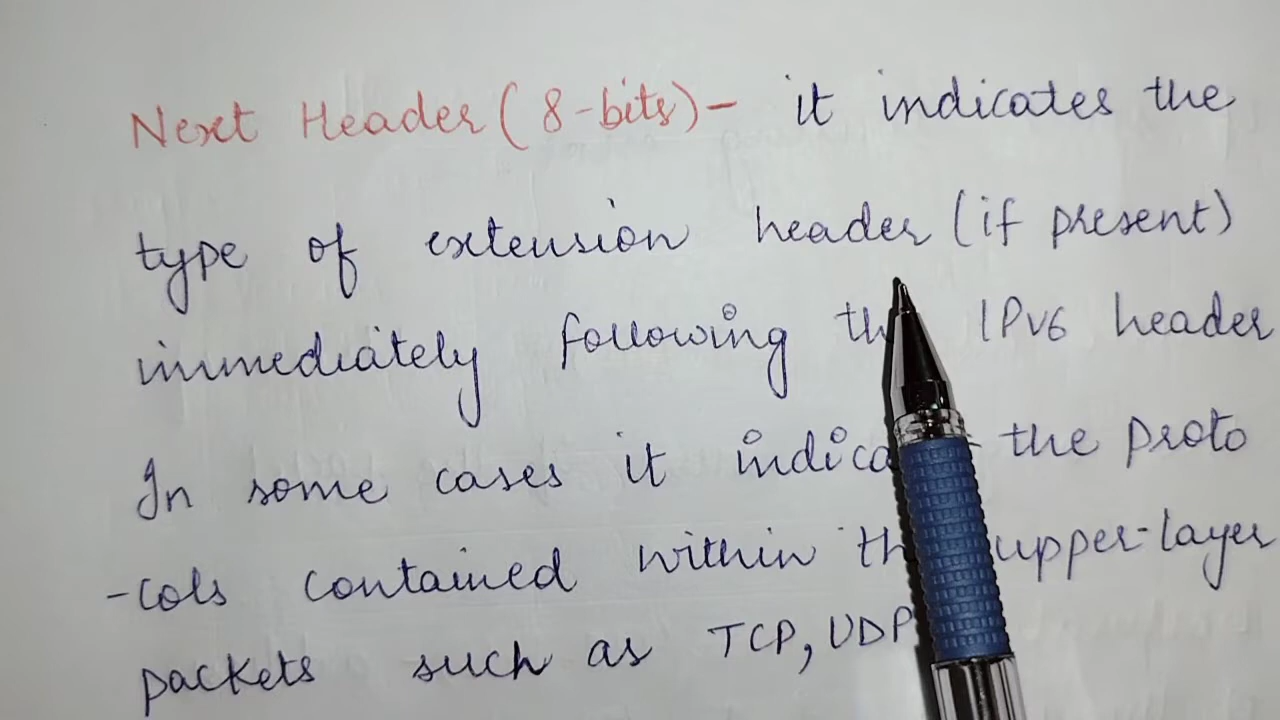 Next Header (8-bits) - it indicates the
type of extension header (if present)
immediately following the IPv6 header
In some cases it the proto
-cols contained within upper-layer
packets such as TCP, UDP